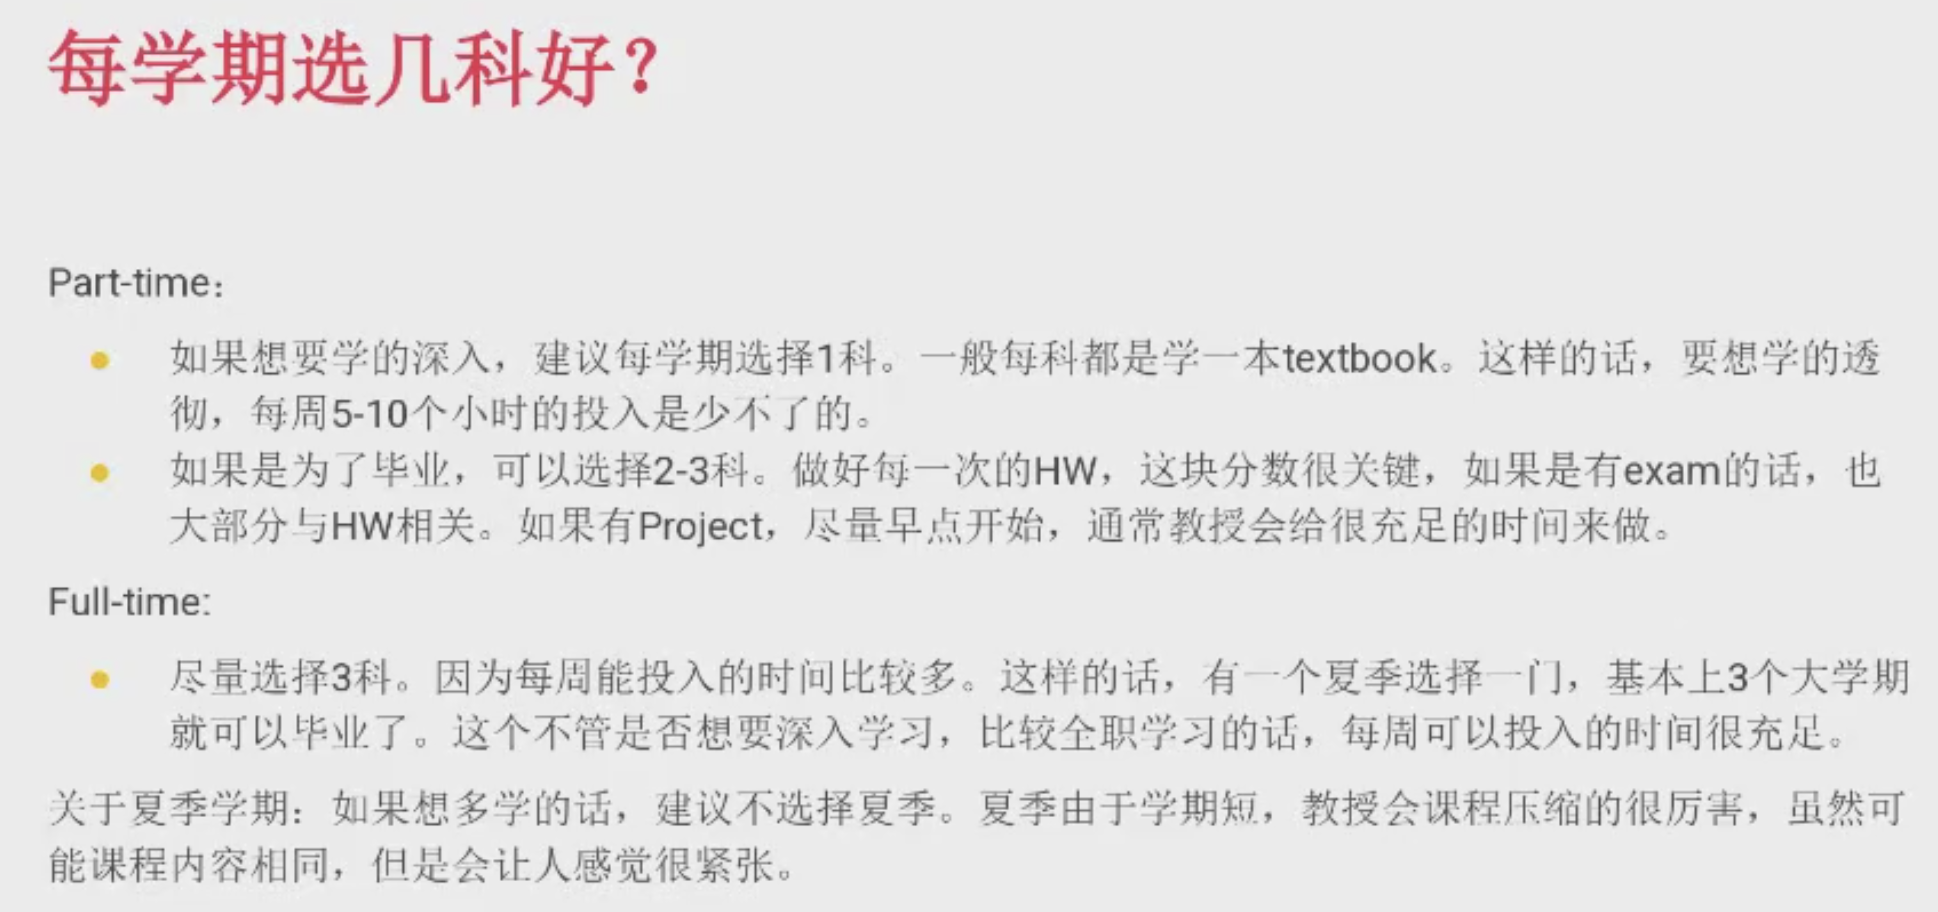 每学期选几科好？
Part-time：
如果想要学的深入，建议每学期选择1科。一般每科都是学一本textbook。这样的话，要想学的透
彻，每周5-10个小时的投入是少不了的。
如果是为了毕业，可以选择2-3科。做好每一次的HW，这块分数很关键，如果是有exam的话，也
大部分与HW相关。如果有Project，尽量早点开始，通常教授会给很充足的时间来做。
Full-time:
尽量选择3科。因为每周能投入的时间比较多。这样的话，有一个夏季选择一门，基本上3个大学期
就可以毕业了。这个不管是否想要深入学习，比较全职学习的话，每周可以投入的时间很充足。
关于夏季学期：如果想多学的话，建议不选择夏季。夏季由于学期短，教授会课程压缩的很厉害，虽然可
能课程内容相同，但是会让人感觉很紧张。